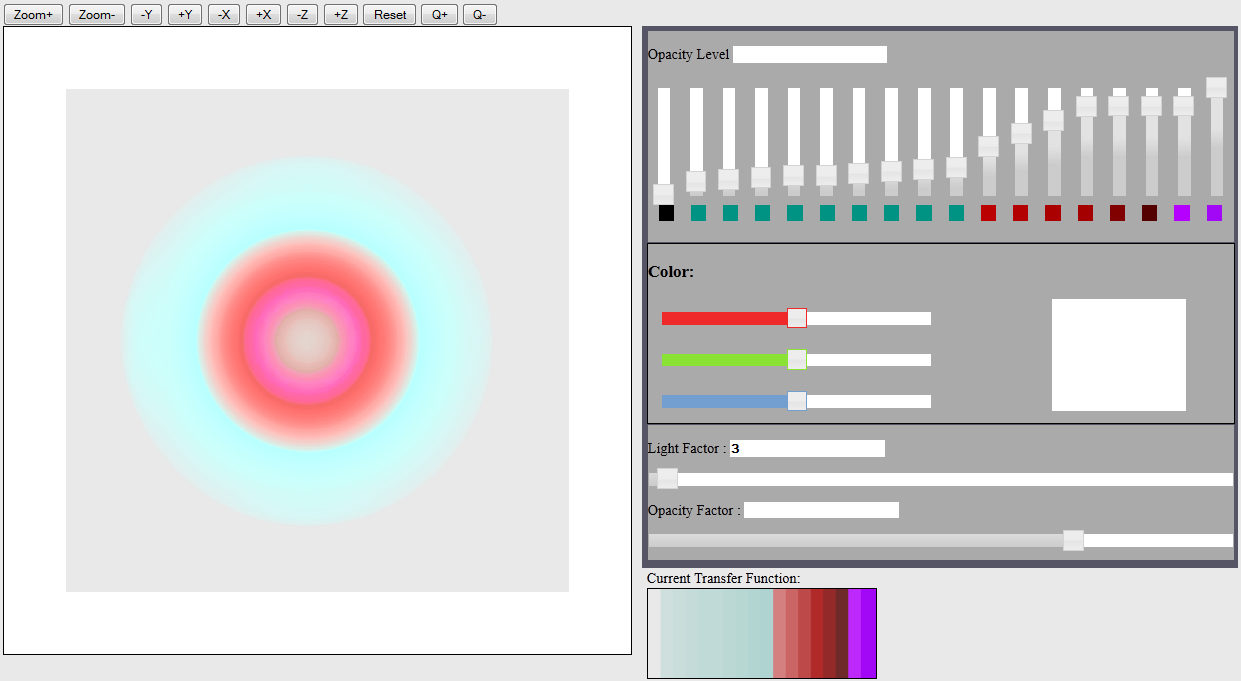 Zoom+ Zoom- -Y +Y -X +X -Z +Z Reset Q+ Q-
Opacity Level
Color:
Light Factor : 3
Opacity Factor :
Current Transfer Function: